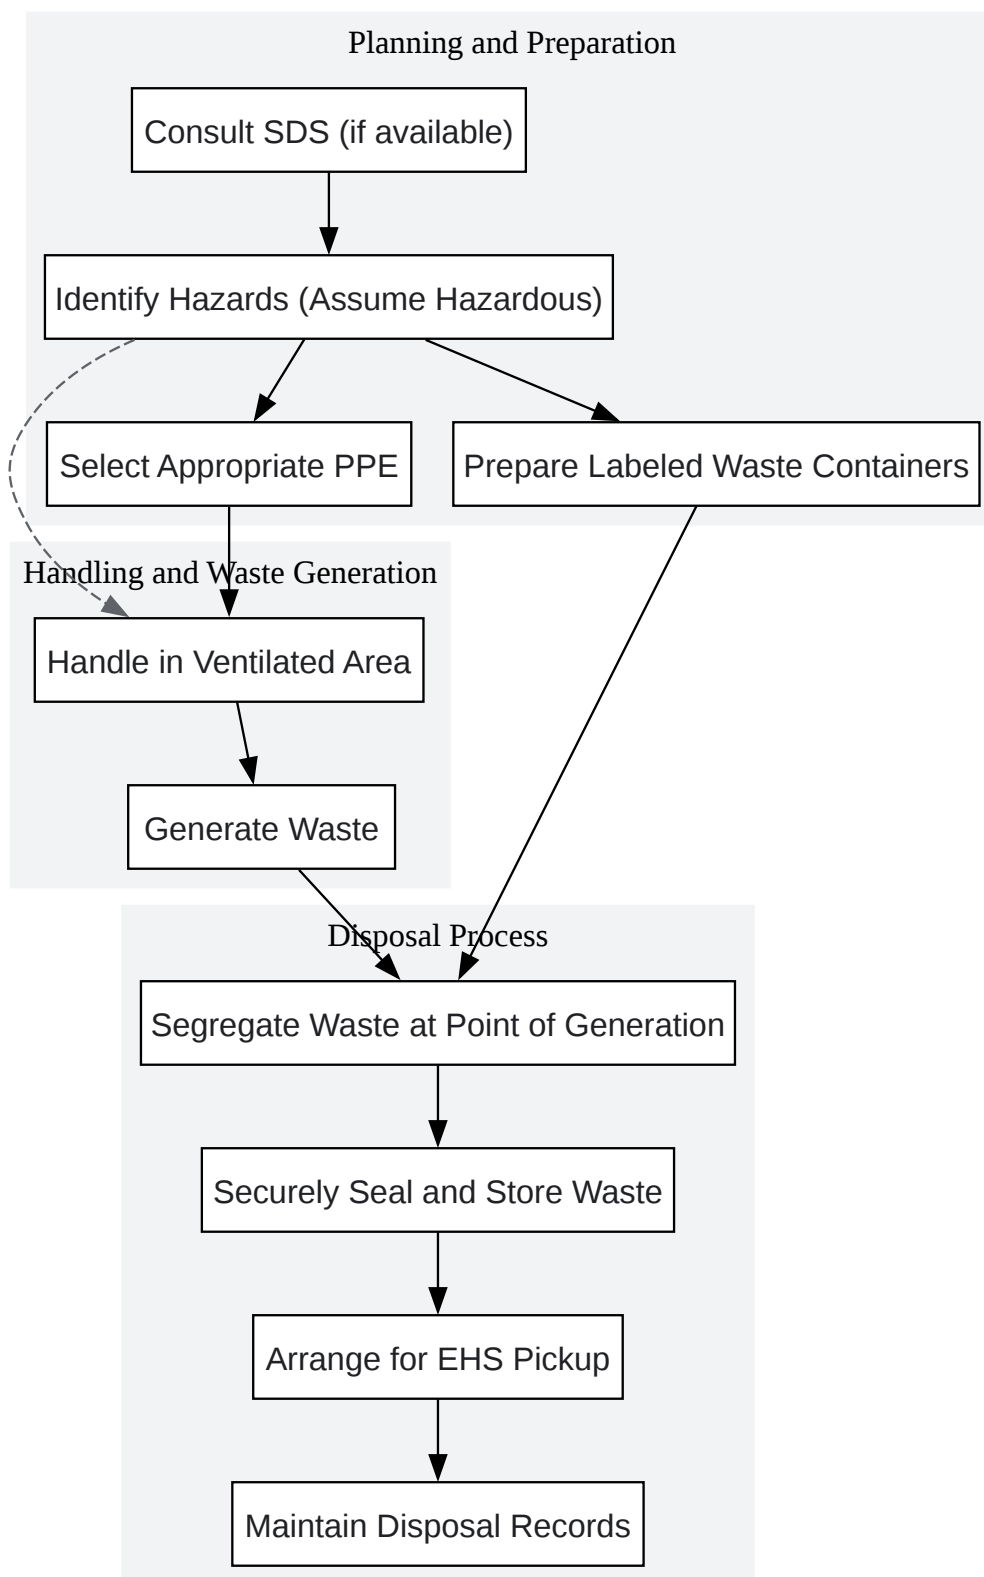 Planning and Preparation
Consult SDS (if available)
Identify Hazards (Assume Hazardous)
Select Appropriate PPE
Prepare Labeled Waste Containers
Handling and Waste Generation
Handle in Ventilated Area
Generate Waste
Disposal Process
Segregate Waste at Point of Generation
Securely Seal and Store Waste
Arrange for EHS Pickup
Maintain Disposal Records